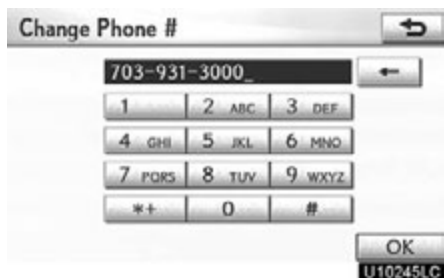 Change Phone #
703-931-3000_
1 2 ABC 3 DEF
4 GHI 5 JKL 6 MNO
7 PQRS 8 TUV 9 WXYZ
*+ 0 #
OK
U10245LC